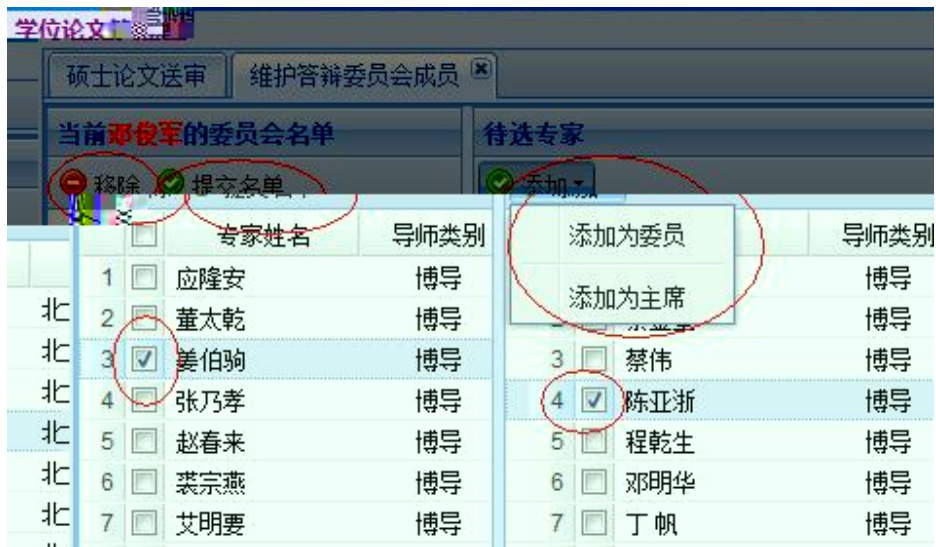 学位论文
硕士论文送审 维护答辩委员会成员
当前邓俊军的委员会名单 待选专家
移除 提交名单 添加
专家姓名 导师类别 导师类别
添加为委员
添加为主席
1 应隆安 博导 博导
北 2 董太乾 博导 博导
北 3 姜伯驹 博导 3 蔡伟 博导
北 4 张乃孝 博导 4 陈亚浙 博导
北 5 赵春来 博导 5 程乾生 博导
北 6 裘宗燕 博导 6 邓明华 博导
北 7 艾明要 博导 7 丁帆 博导